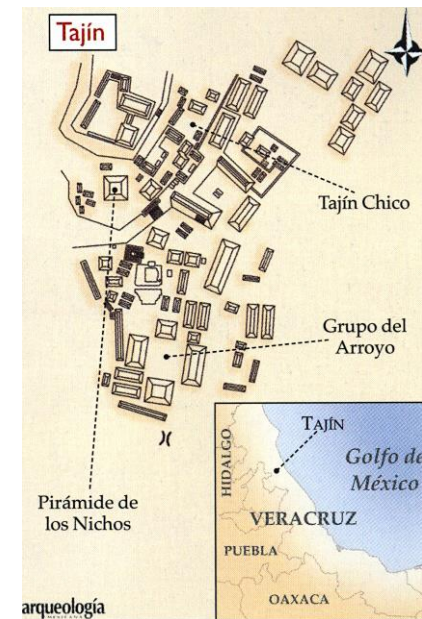 Tajín
Tajín Chico
Grupo del
Arroyo
Pirámide de
los Nichos
TAJÍN
HIDALGO
Golfo de
México
VERACRUZ
PUEBLA
OAXACA
arqueología